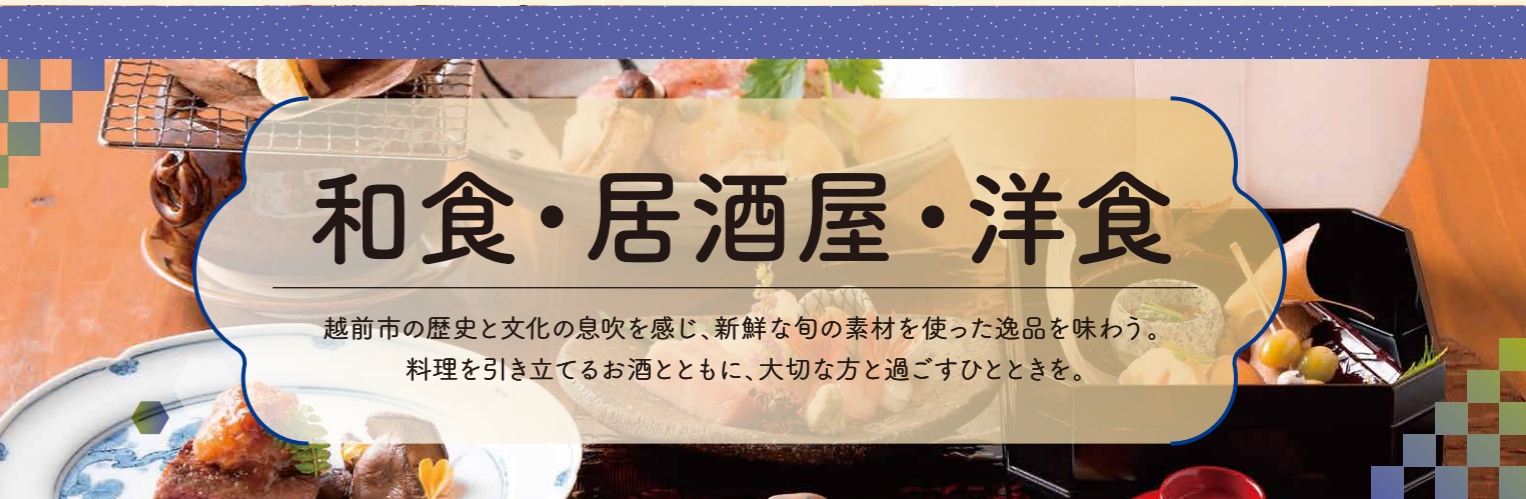 和食・居酒屋・洋食
越前市の歴史と文化の息吹を感じ、新鮮な旬の素材を使った逸品を味わう。
料理を引き立てるお酒とともに、大切な方と過ごすひとときを。